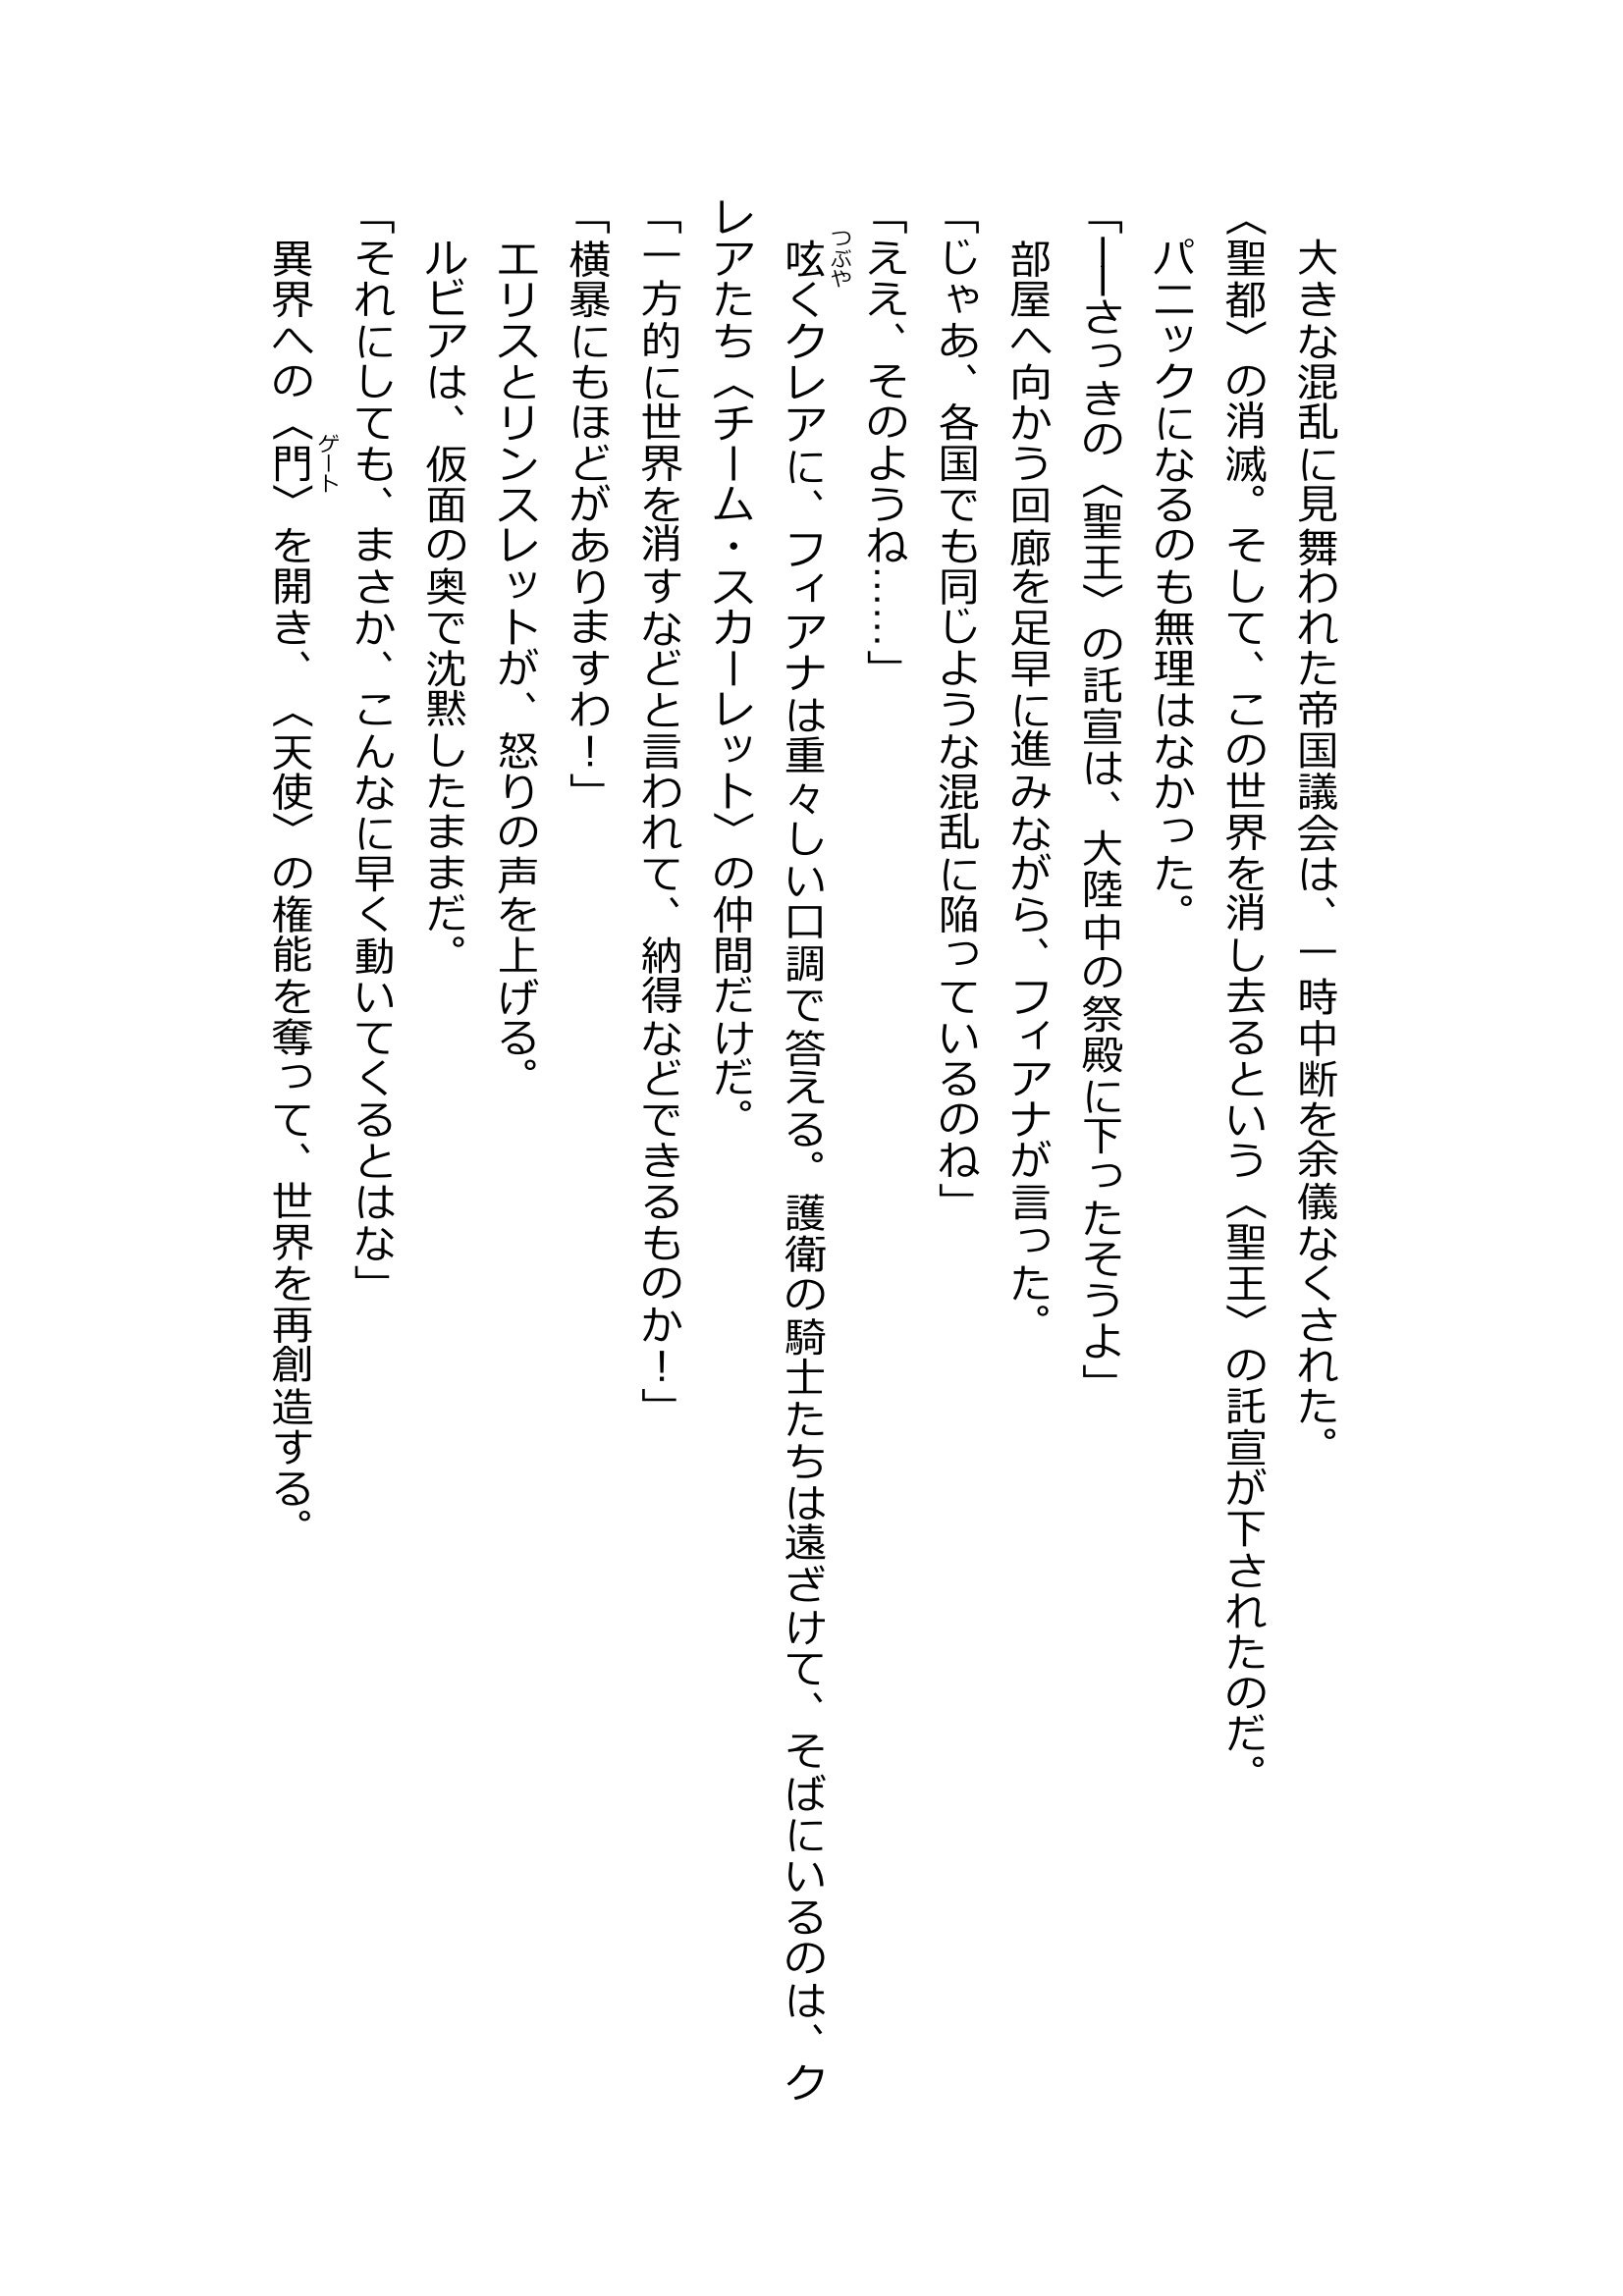 大きな混乱に見舞われた帝国議会は、一時中断を余儀なくされた。
〈聖都〉の消滅。そして、この世界を消し去るという〈聖王〉の託宣が下されたのだ。
パニックになるのも無理はなかった。
「――さっきの〈聖王〉の託宣は、大陸中の祭殿に下ったそうよ」
部屋へ向かう回廊を足早に進みながら、フィアナが言った。
「じゃあ、各国でも同じような混乱に陥っているのね」
「ええ、そのようね……」
つぶや
呟くクレアに、フィアナは重々しい口調で答える。護衛の騎士たちは遠ざけて、そばにいるのは、ク
レアたち〈チーム・スカーレット〉の仲間だけだ。
「一方的に世界を消すなどと言われて、納得などできるものか！」
「横暴にもほどがありますわ！」
エリスとリンスレットが、怒りの声を上げる。
ルビアは、仮面の奥で沈黙したままだ。
「それにしても、まさか、こんなに早く動いてくるとはな」
ゲート
異界への〈門〉を開き、〈天使〉の権能を奪って、世界を再創造する。